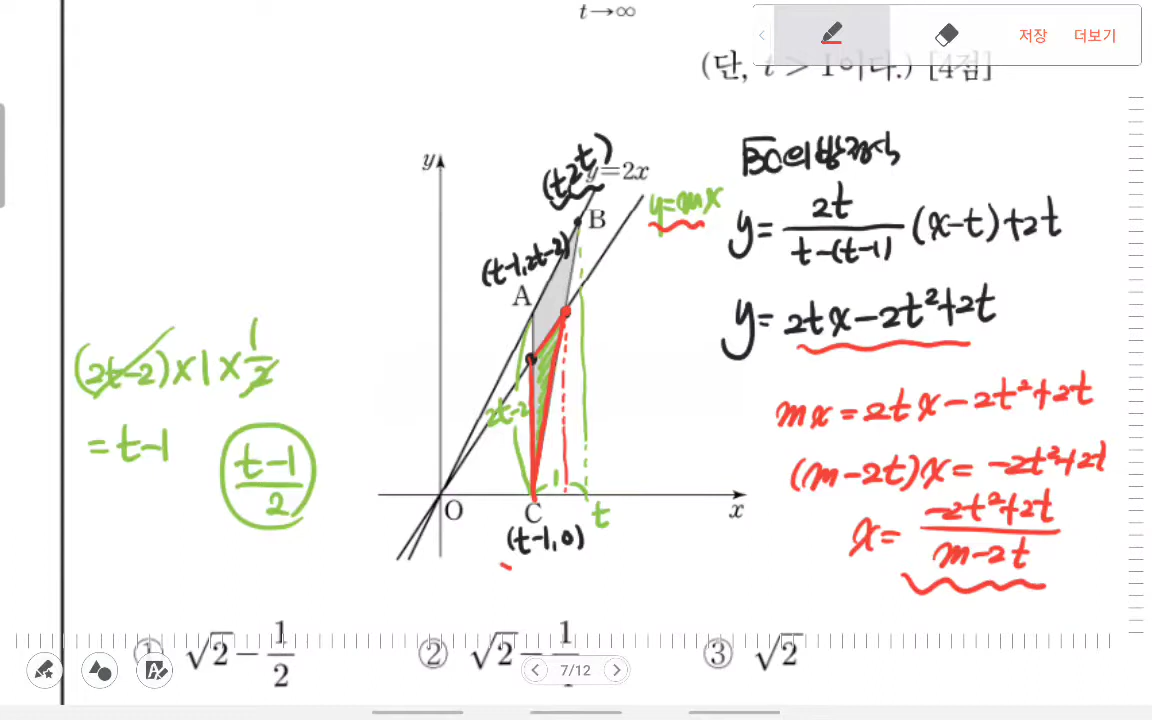 t→∞
저장 더보기
(단, t > 1이다.) [4점]
BC의 방정식
y = 2t/(t-(t-1)) (x-t)+2t
y = 2tx-2t²+2t
mx = 2tx-2t²+2t
(m-2t)x = -2t²+2t
x = (-2t²+2t)/(m-2t)
y
(t, 2t)
y=2x
y=mx
B
(t-1, 2t-2)
A
2t-2
1
O
C
t
x
(t-1, 0)
(2t-2)×1×1/2
= t-1
(t-1)/2
① √2 - 1/2
② √2 -
③ √2
7/12